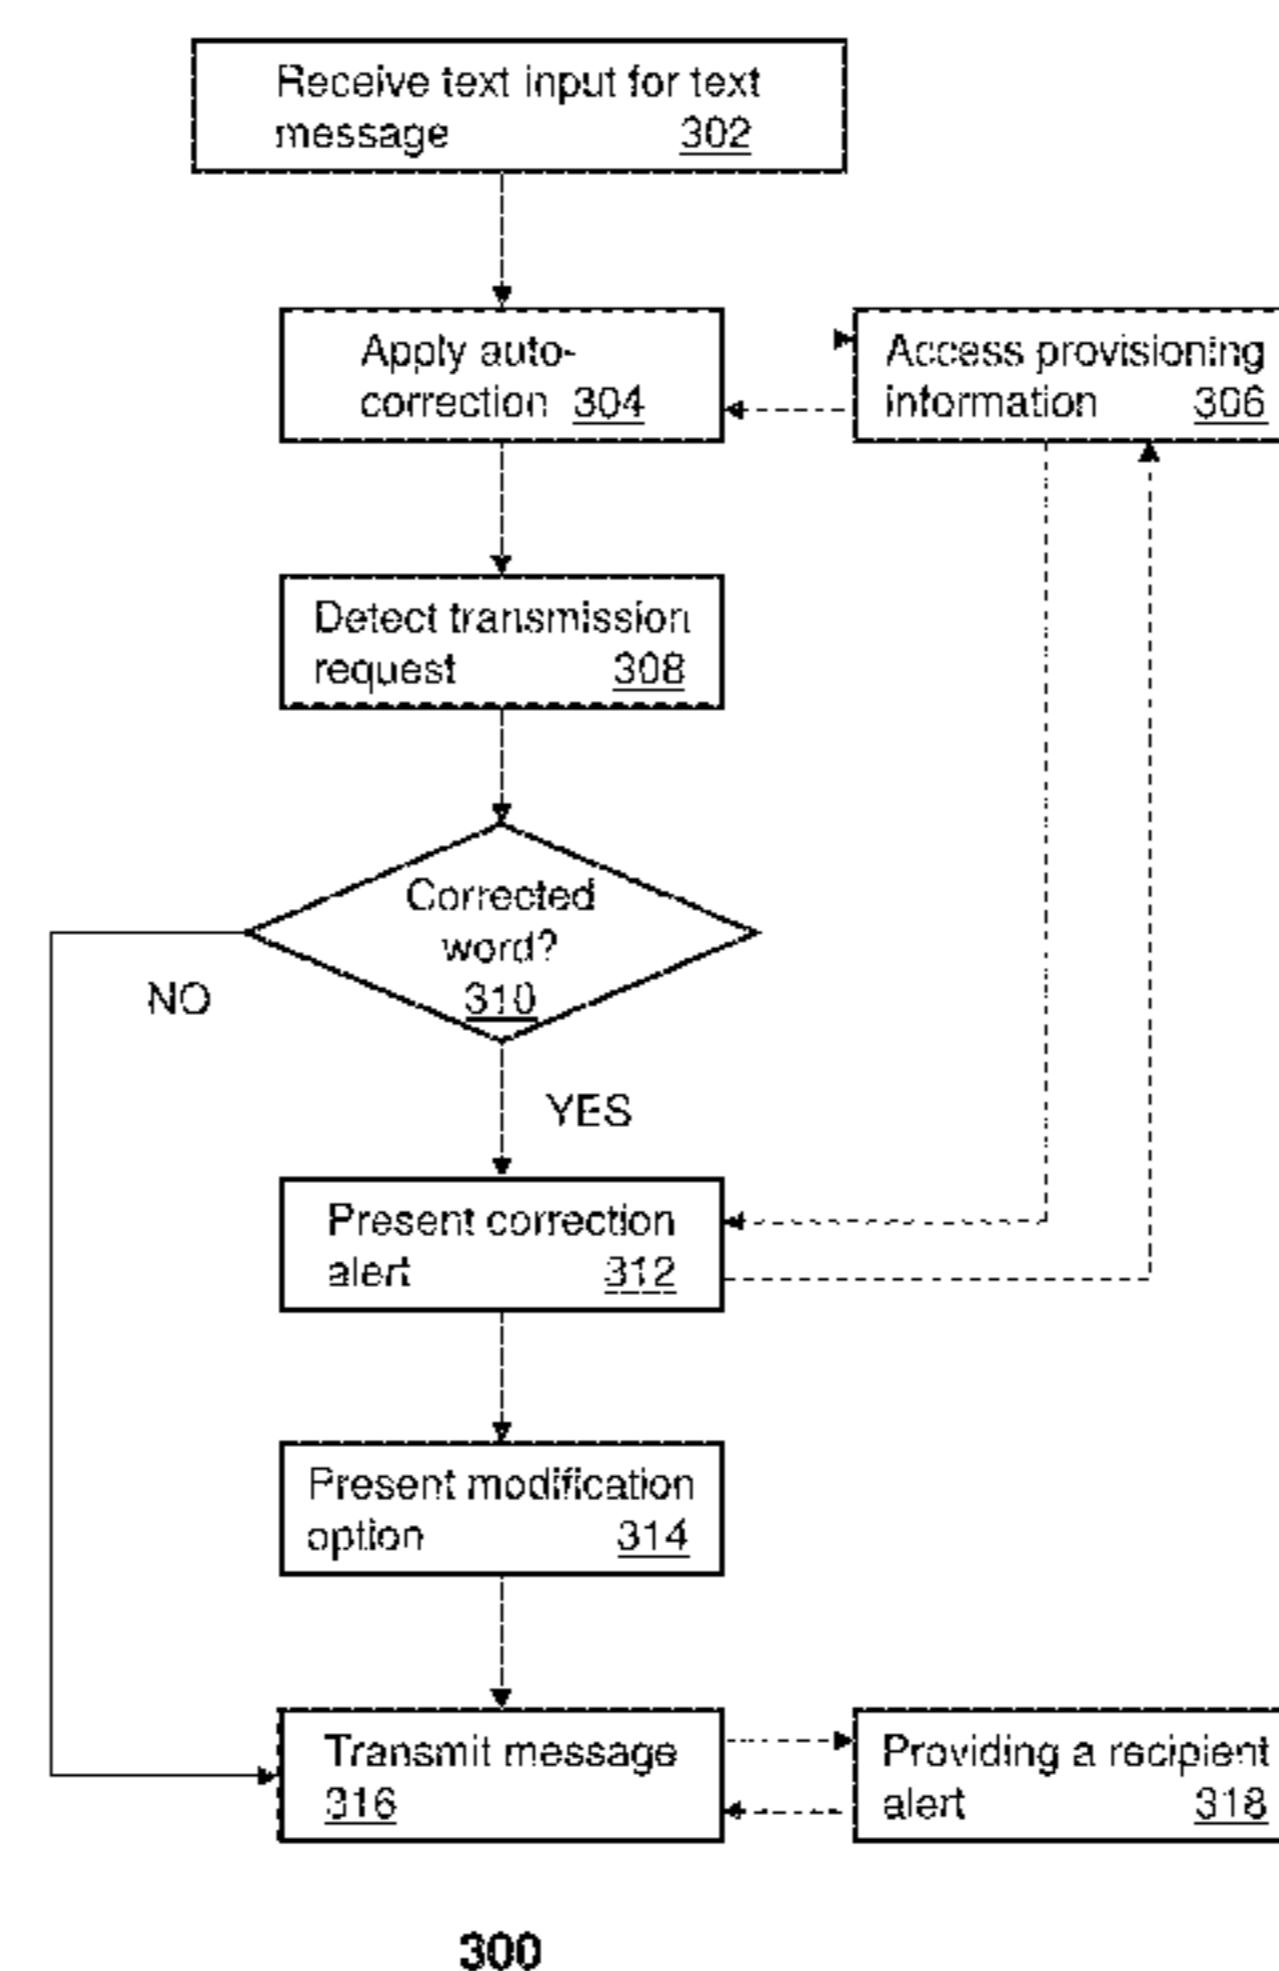 Receive text input for text
message 302
Apply auto-
correction 304
Access provisioning
information 306
Detect transmission
request 308
Corrected
word?
310
NO
YES
Present correction
alert 312
Present modification
option 314
Transmit message
316
Providing a recipient
alert 318
300